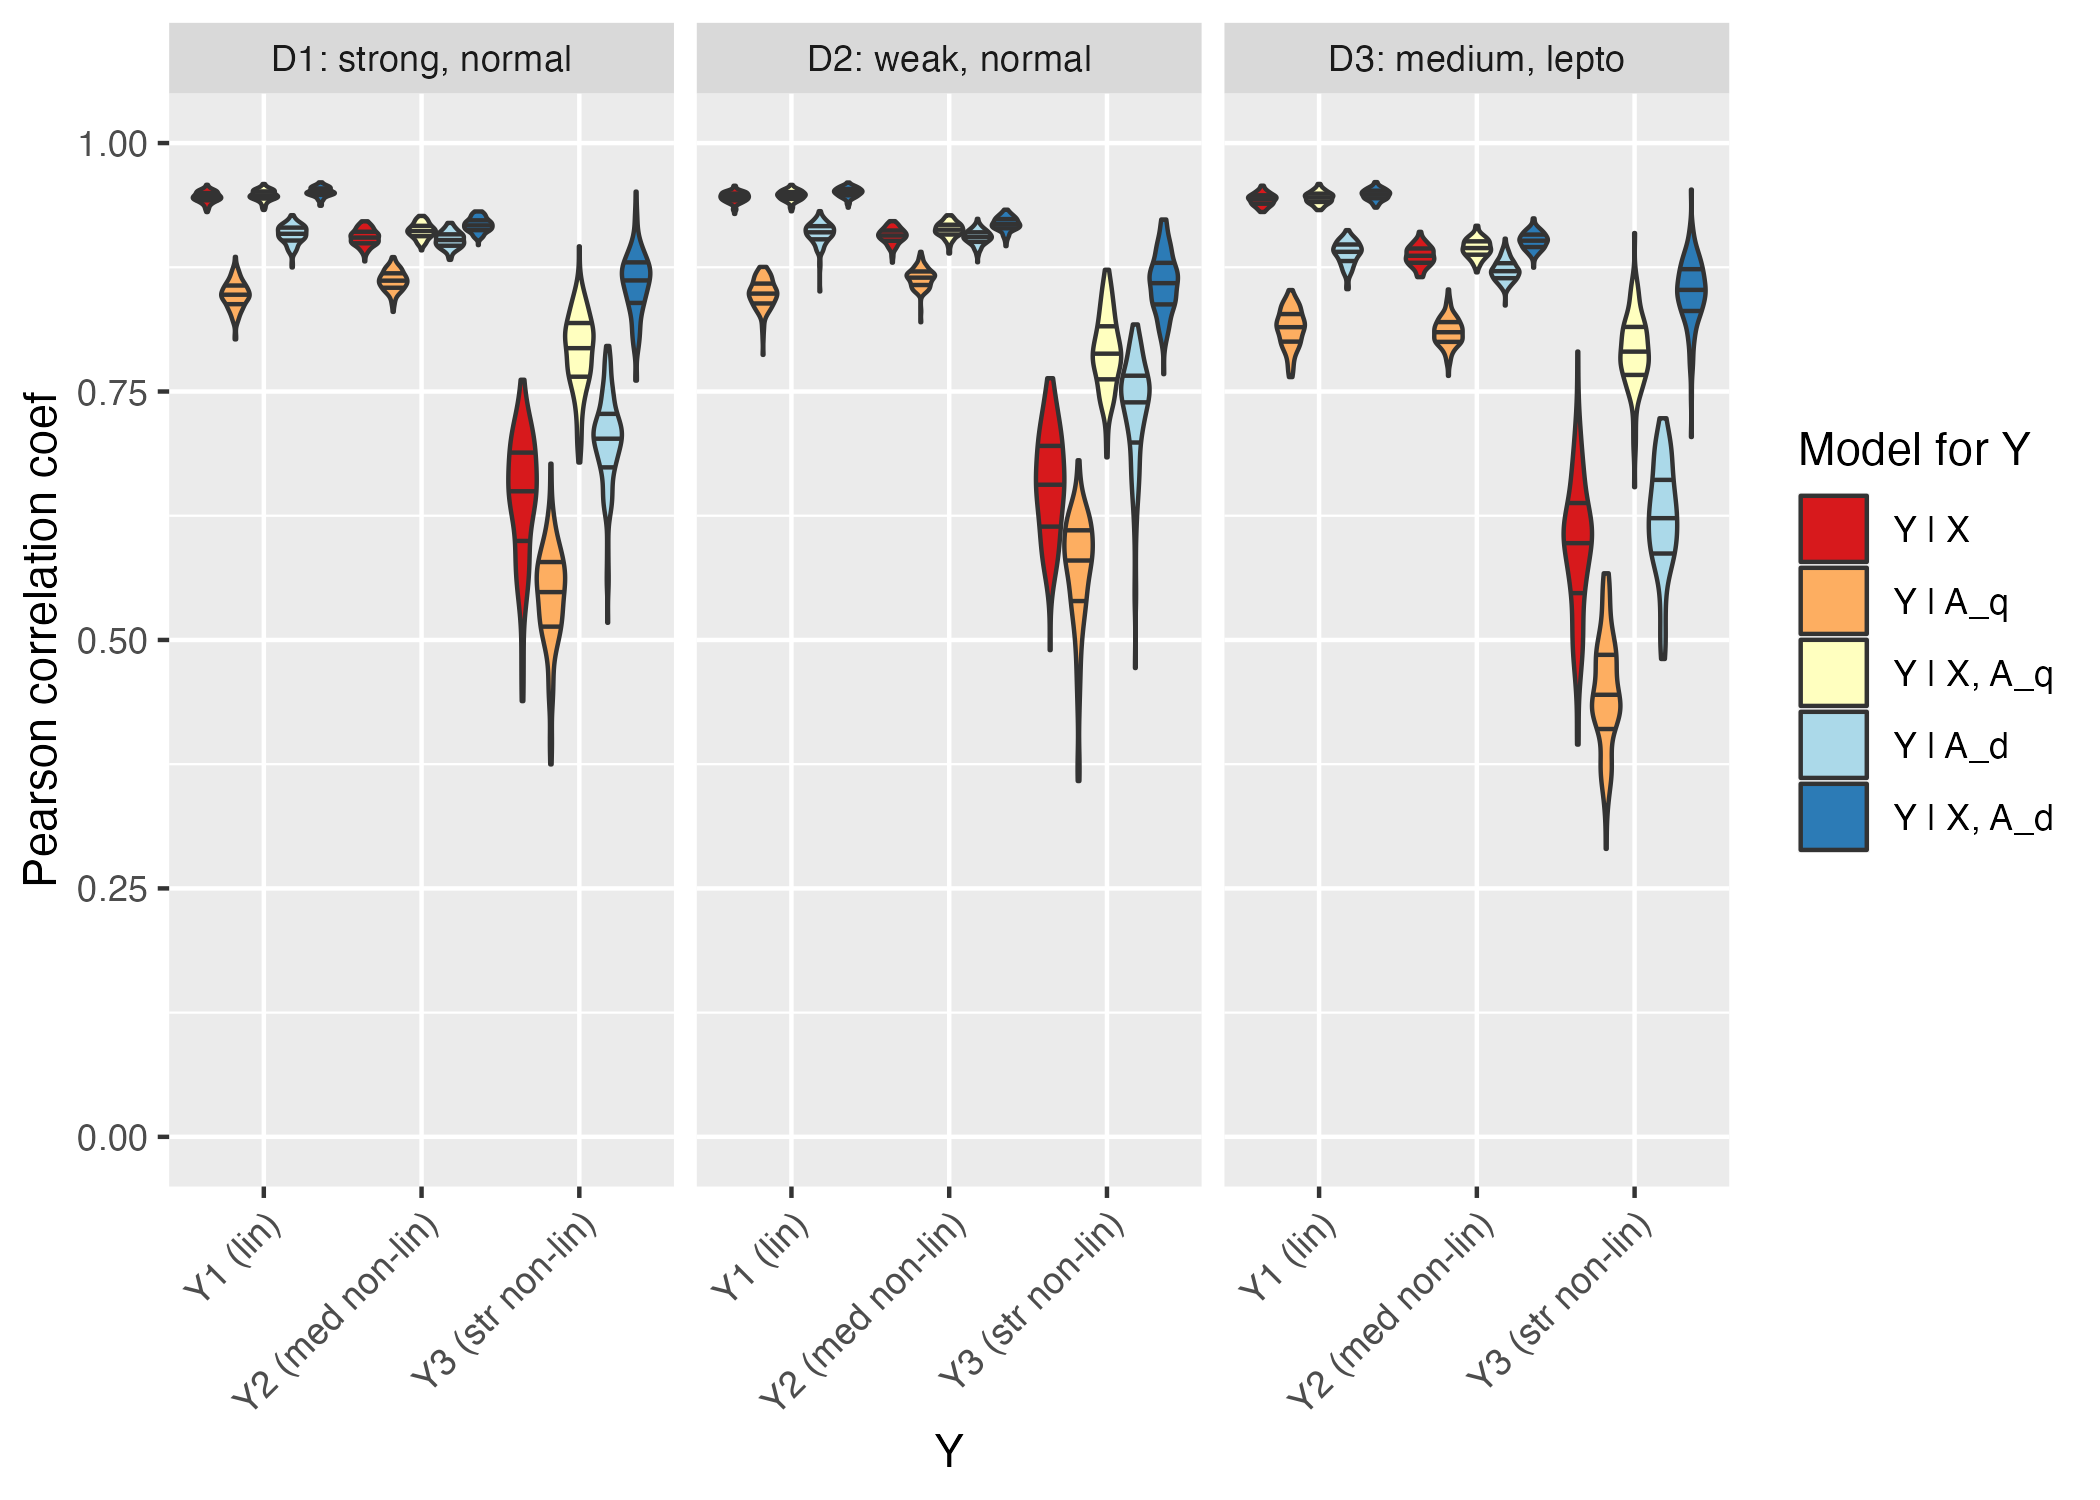 D1: strong, normal
D2: weak, normal
D3: medium, lepto
Pearson correlation coef
1.00
0.75
0.50
0.25
0.00
Y1 (lin)
Y2 (med non-lin)
Y3 (str non-lin)
Y1 (lin)
Y2 (med non-lin)
Y3 (str non-lin)
Y1 (lin)
Y2 (med non-lin)
Y3 (str non-lin)
Y
Model for Y
Y | X
Y | A_q
Y | X, A_q
Y | A_d
Y | X, A_d